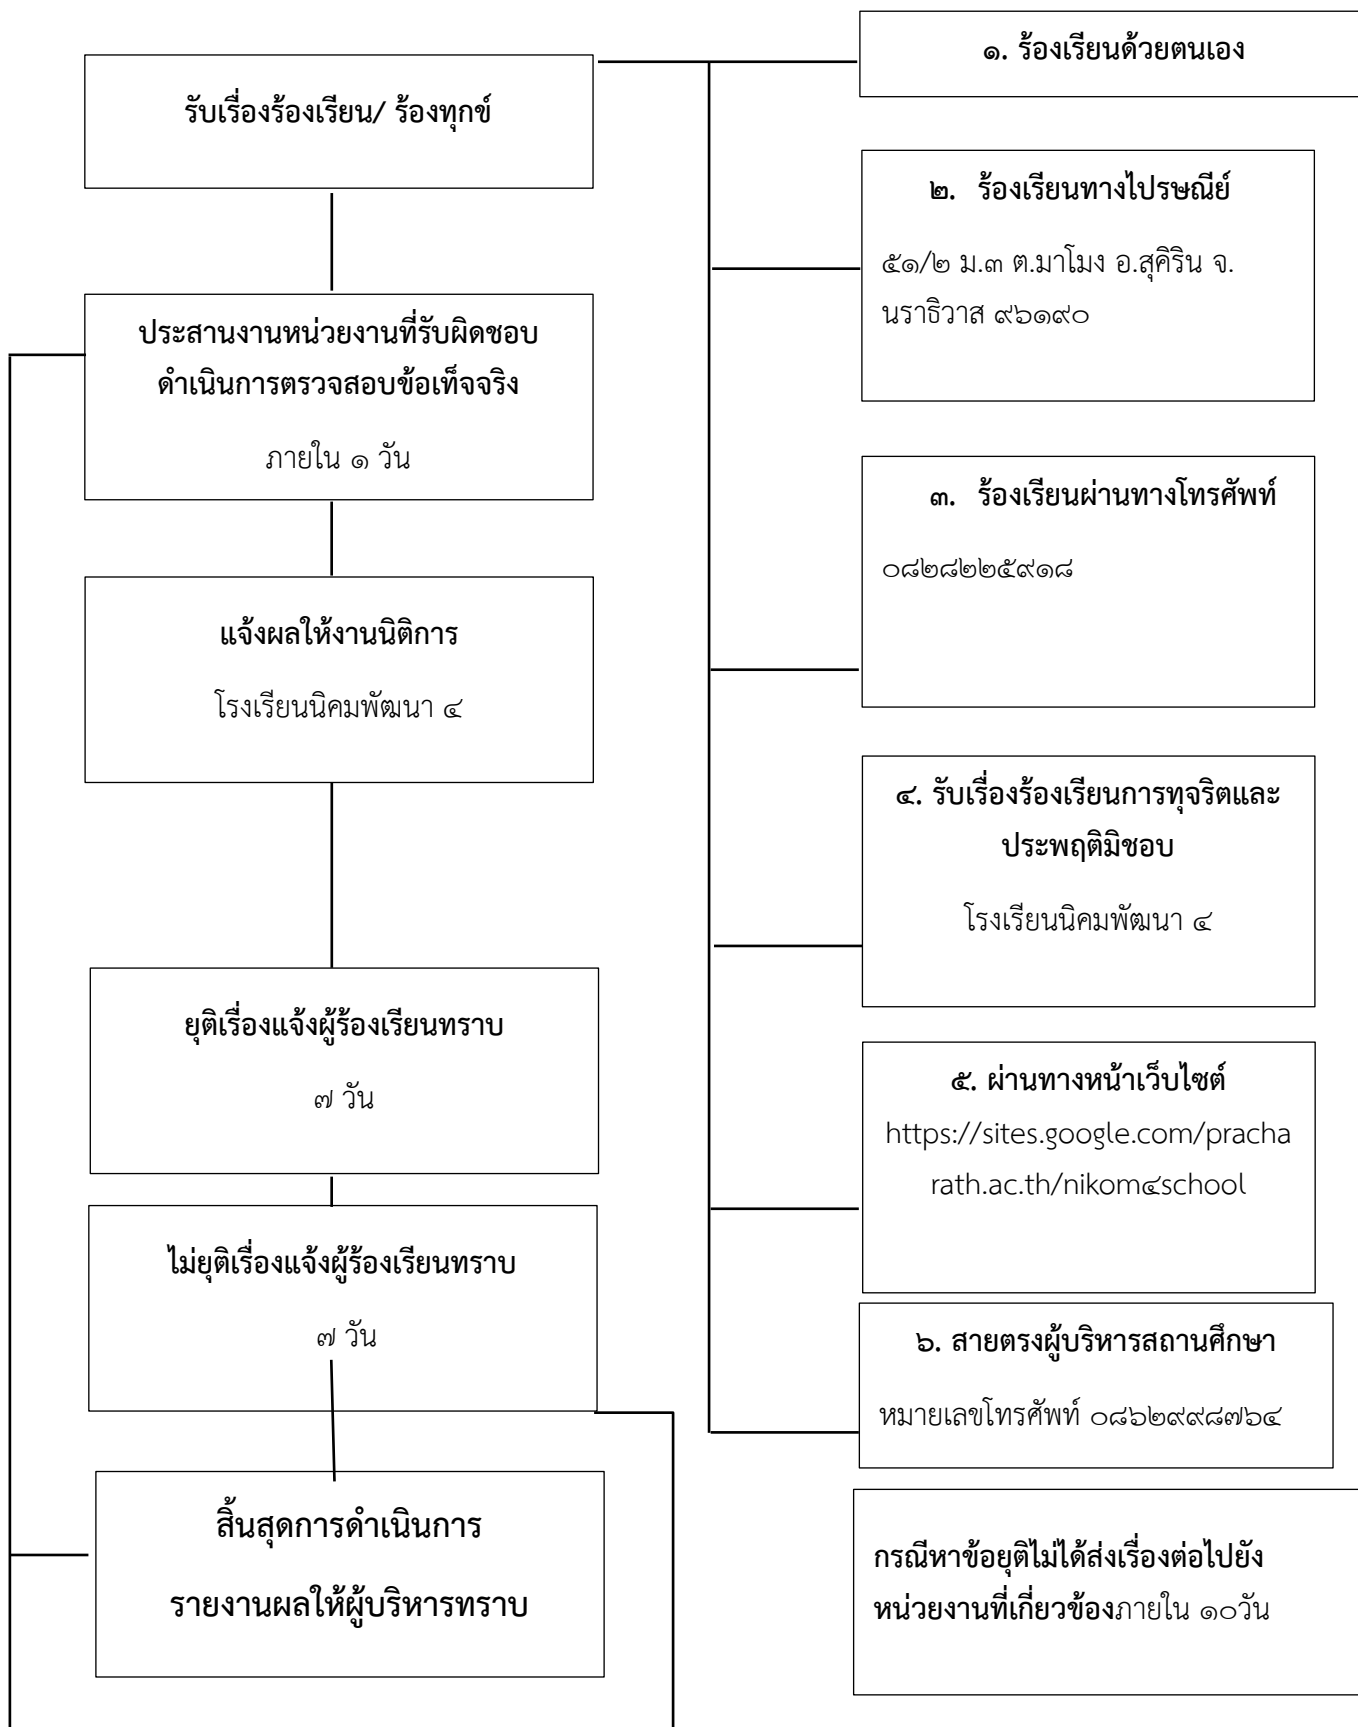 รับเรื่องร้องเรียน/ ร้องทุกข์
ประสานงานหน่วยงานที่รับผิดชอบ
ดำเนินการตรวจสอบข้อเท็จจริง
ภายใน ๑ วัน
แจ้งผลให้งานนิติการ
โรงเรียนนิคมพัฒนา ๔
ยุติเรื่องแจ้งผู้ร้องเรียนทราบ
๗ วัน
ไม่ยุติเรื่องแจ้งผู้ร้องเรียนทราบ
๗ วัน
สิ้นสุดการดำเนินการ
รายงานผลให้ผู้บริหารทราบ
๑. ร้องเรียนด้วยตนเอง
๒. ร้องเรียนทางไปรษณีย์
๕๑/๒ ม.๓ ต.มาโมง อ.สุคิริน จ.
นราธิวาส ๙๖๑๙๐
๓. ร้องเรียนผ่านทางโทรศัพท์
๐๘๒๘๒๒๕๙๑๘
๔. รับเรื่องร้องเรียนการทุจริตและ
ประพฤติมิชอบ
โรงเรียนนิคมพัฒนา ๔
๕. ผ่านทางหน้าเว็บไซต์
https://sites.google.com/pracha
rath.ac.th/nikom๔school
๖. สายตรงผู้บริหารสถานศึกษา
หมายเลขโทรศัพท์ ๐๘๖๒๙๙๘๗๖๔
กรณีหาข้อยุติไม่ได้ส่งเรื่องต่อไปยัง
หน่วยงานที่เกี่ยวข้องภายใน ๑๐วัน